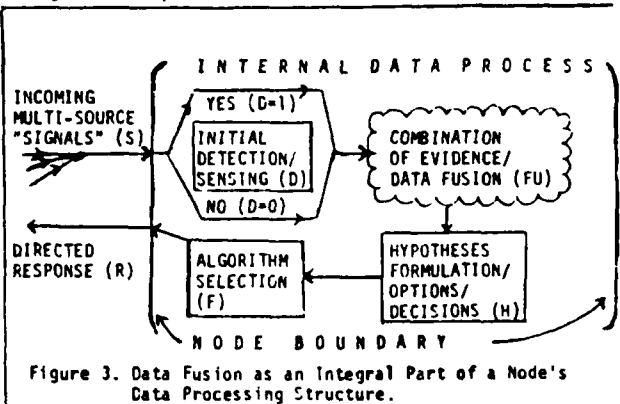 INTERNAL DATA PROCESS
INCOMING
MULTI-SOURCE
"SIGNALS" (S)
YES (D=1)
INITIAL
DETECTION/
SENSING (D)
NO (D=0)
COMBINATION
OF EVIDENCE/
DATA FUSION (FU)
DIRECTED
RESPONSE (R)
ALGORITHM
SELECTION
(F)
HYPOTHESES
FORMULATION/
OPTIONS/
DECISIONS (H)
NODE BOUNDARY
Figure 3. Data Fusion as an Integral Part of a Node's
Data Processing Structure.